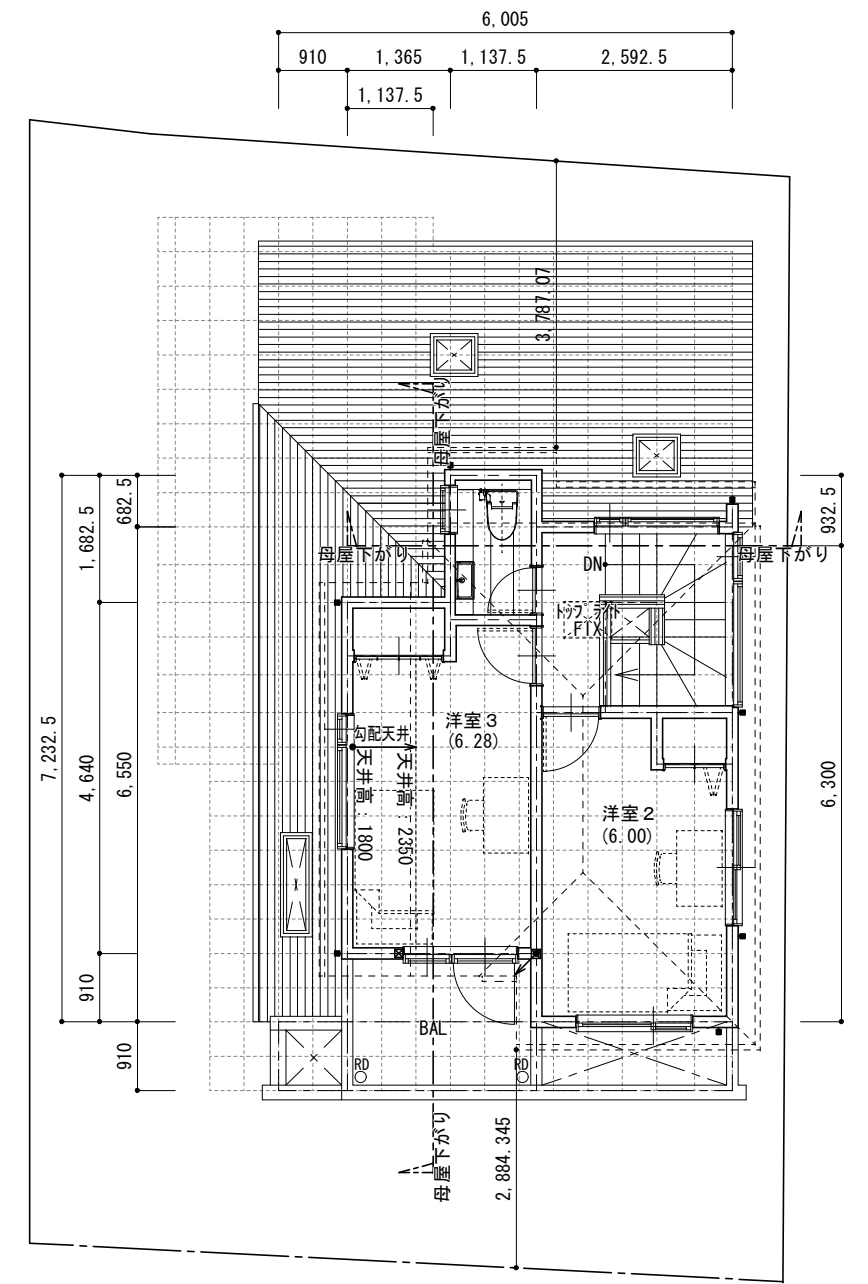 6,005
910
1,365
1,137.5
2,592.5
1,137.5
3,787.07
母屋下がり
682.5
1,682.5
932.5
母屋下がり
母屋下がり
DN
トップライト
FIX
7,232.5
4,640
6,550
6,300
洋室3
(6.28)
勾配天井
天井高:1800
天井高:2350
洋室2
(6.00)
910
910
BAL
RD
RD
母屋下がり
2,884.345